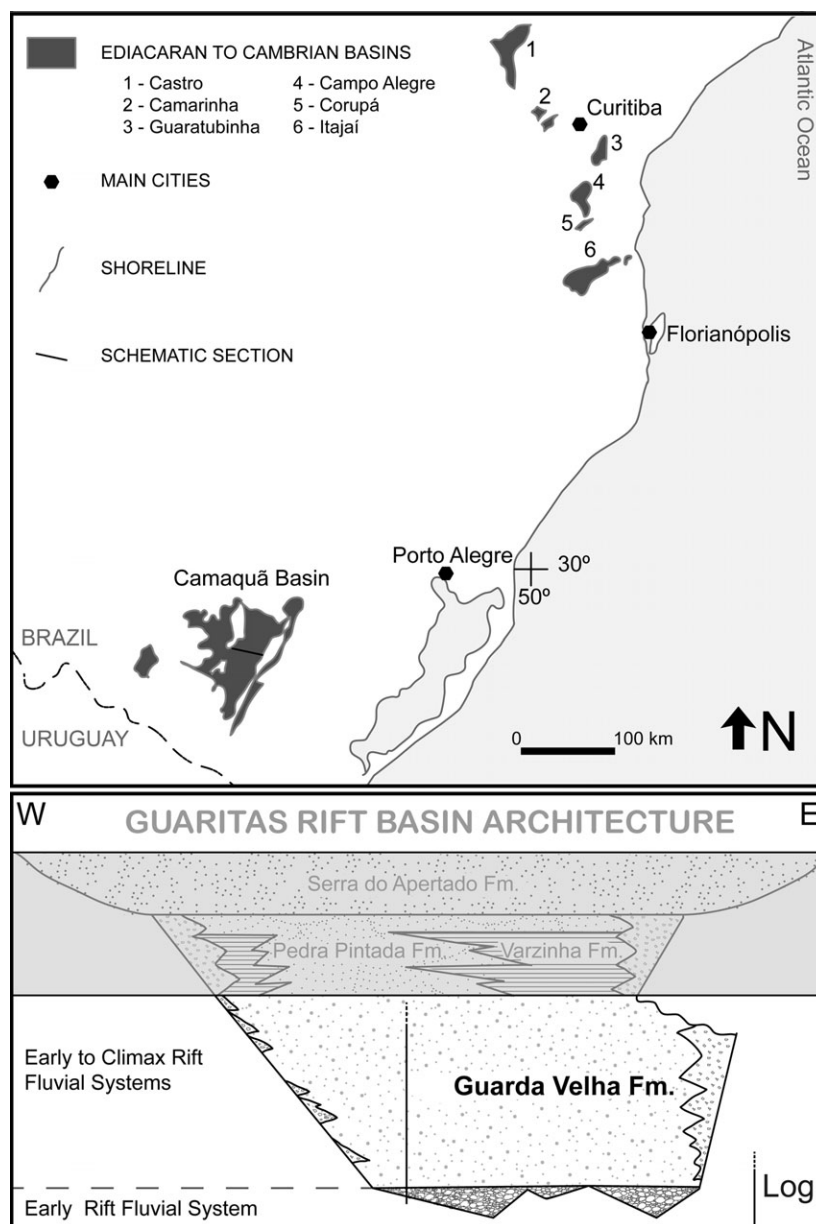 EDIACARAN TO CAMBRIAN BASINS
1 - Castro 4 - Campo Alegre
2 - Camarinha 5 - Corupá
3 - Guaratubinha 6 - Itajaí
MAIN CITIES
SHORELINE
SCHEMATIC SECTION
Atlantic Ocean
1
2
Curitiba
3
4
5
6
Florianópolis
Porto Alegre
30º
50º
Camaquã Basin
BRAZIL
URUGUAY
0 100 km
N
W GUARITAS RIFT BASIN ARCHITECTURE E
Serra do Apertado Fm.
Pedra Pintada Fm. Varzinha Fm.
Early to Climax Rift
Fluvial Systems
Guarda Velha Fm.
Early Rift Fluvial System
Log